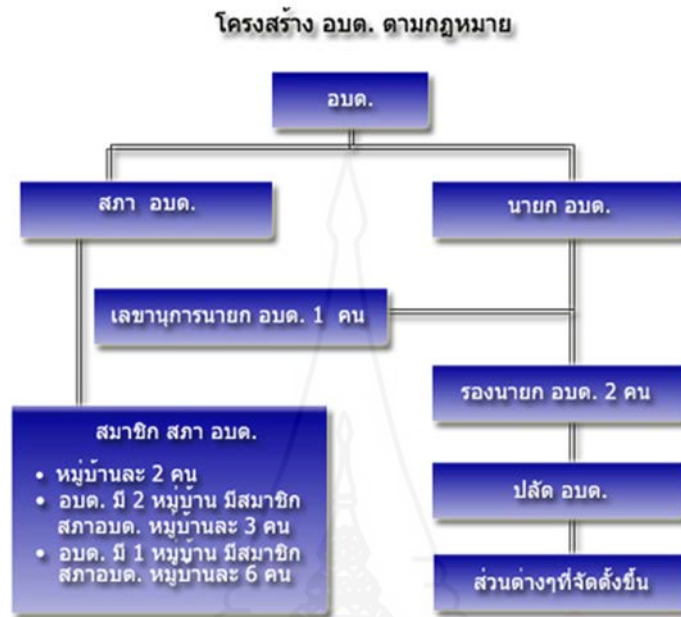 โครงสร้าง อบต. ตามกฎหมาย
อบต.
สภา อบต.
นายก อบต.
เลขานุการนายก อบต. 1 คน
รองนายก อบต. 2 คน
สมาชิก สภา อบต.
• หมู่บ้านละ 2 คน
• อบต. มี 2 หมู่บ้าน มีสมาชิก
สภาอบต. หมู่บ้านละ 3 คน
• อบต. มี 1 หมู่บ้าน มีสมาชิก
สภาอบต. หมู่บ้านละ 6 คน
ปลัด อบต.
ส่วนต่างๆที่จัดตั้งขึ้น